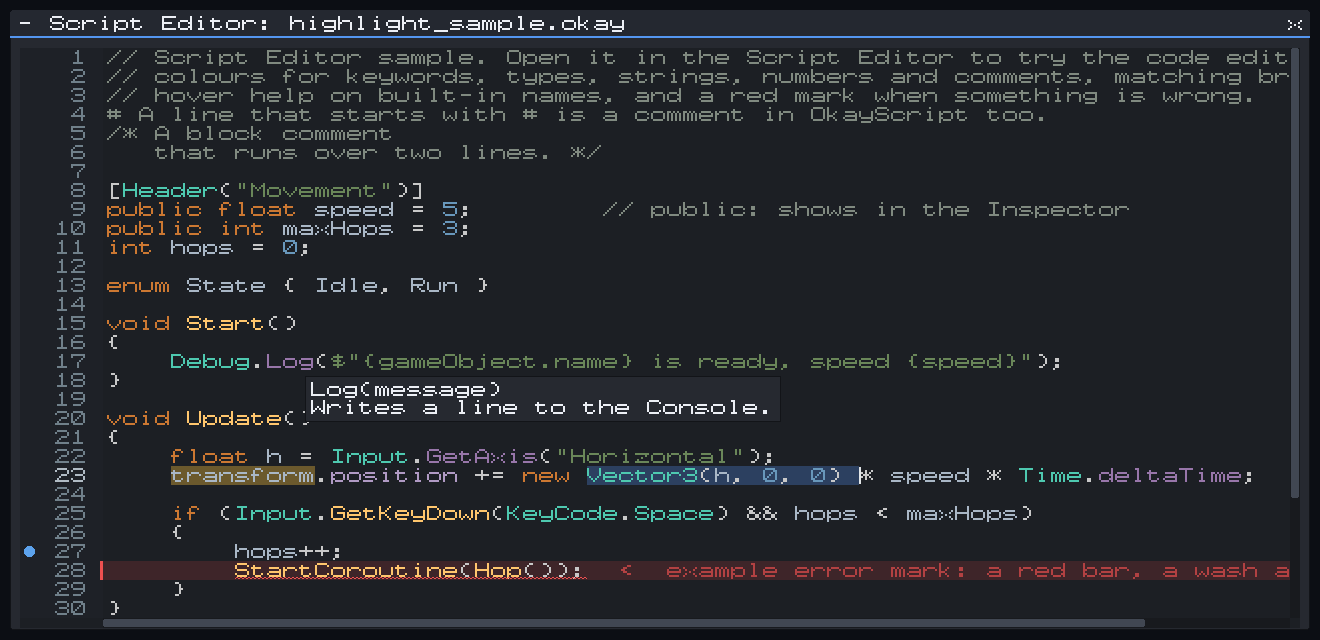 - Script Editor: highlight_sample.okay
1 // Script Editor sample. Open it in the Script Editor to try the code edit
2 // colours for keywords, types, strings, numbers and comments, matching br
3 // hover help on built-in names, and a red mark when something is wrong.
4 # A line that starts with # is a comment in OkayScript too.
5 /* A block comment
6 that runs over two lines. */
7
8 [Header("Movement")]
9 public float speed = 5; // public: shows in the Inspector
10 public int maxHops = 3;
11 int hops = 0;
12
13 enum State { Idle, Run }
14
15 void Start()
16 {
17 Debug.Log($"{gameObject.name} is ready, speed {speed}");
18 }
Log(message)
19
Writes a line to the Console.
20 void Update()
21 {
22 float h = Input.GetAxis("Horizontal");
23 transform.position += new Vector3(h, 0, 0) * speed * Time.deltaTime;
24
25 if (Input.GetKeyDown(KeyCode.Space) && hops < maxHops)
26 {
27 hops++;
28 StartCoroutine(Hop()); < example error mark: a red bar, a wash a
29 }
30 }